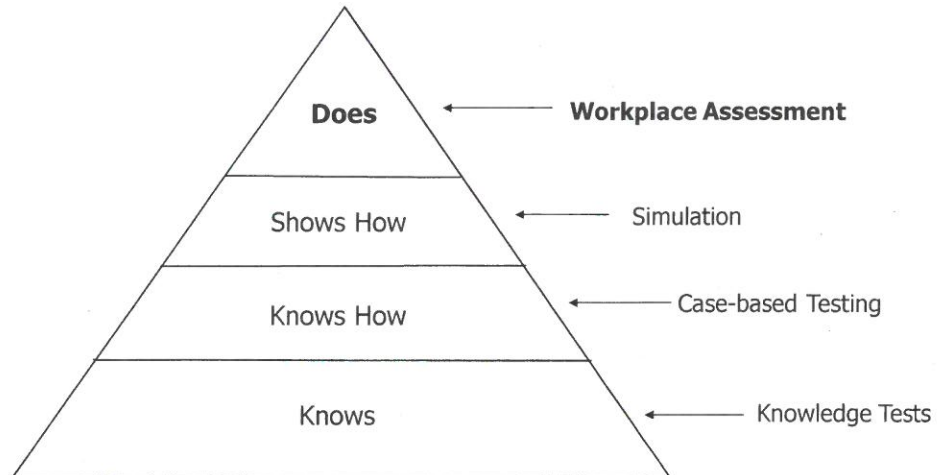 Does
Workplace Assessment
Shows How
Simulation
Knows How
Case-based Testing
Knows
Knowledge Tests